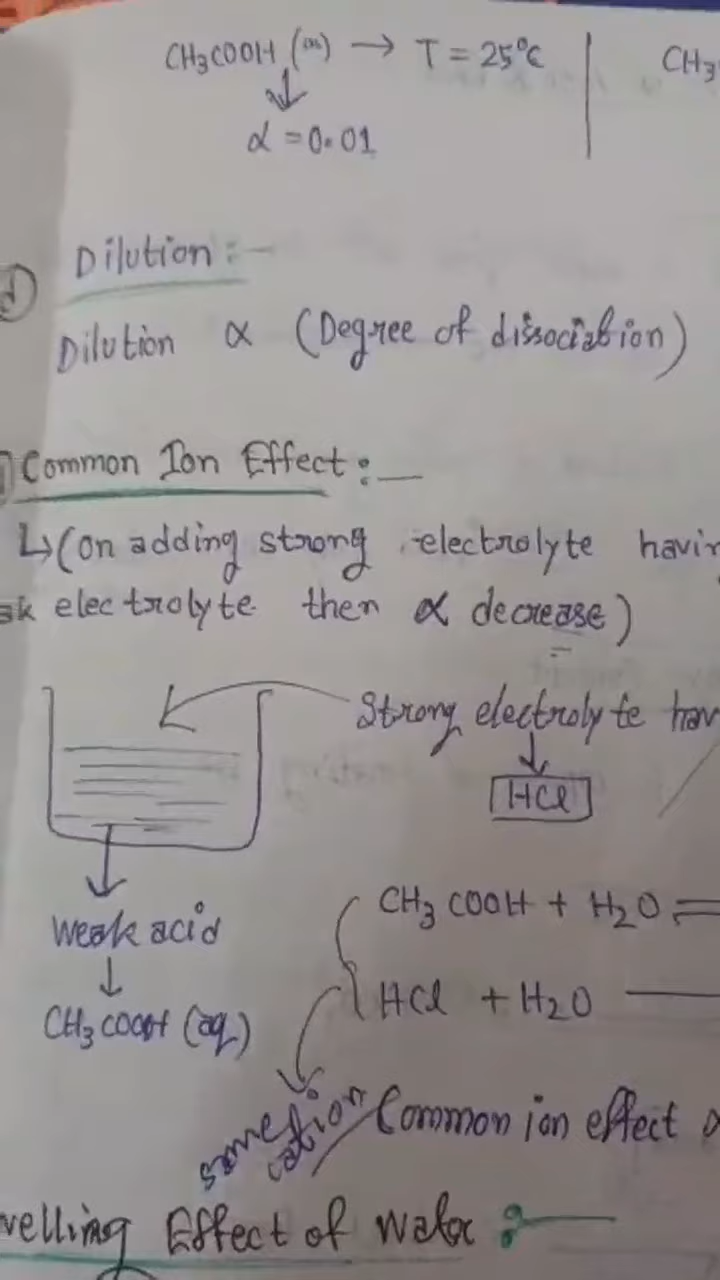 CH₃COOH (aq) → T = 25°C | CH₃
↓
α = 0.01
d Dilution :-
Dilution ∝ (Degree of dissociation)
Common Ion Effect :-
↳ (On adding strong electrolyte havin
ak electrolyte then α decrease)
Strong electrolyte hav
↓
HCl
Weak acid
↓
CH₃COOH (aq)
CH₃COOH + H₂O ⇌
HCl + H₂O —
same cation
Common ion effect α
velling Effect of Water :-